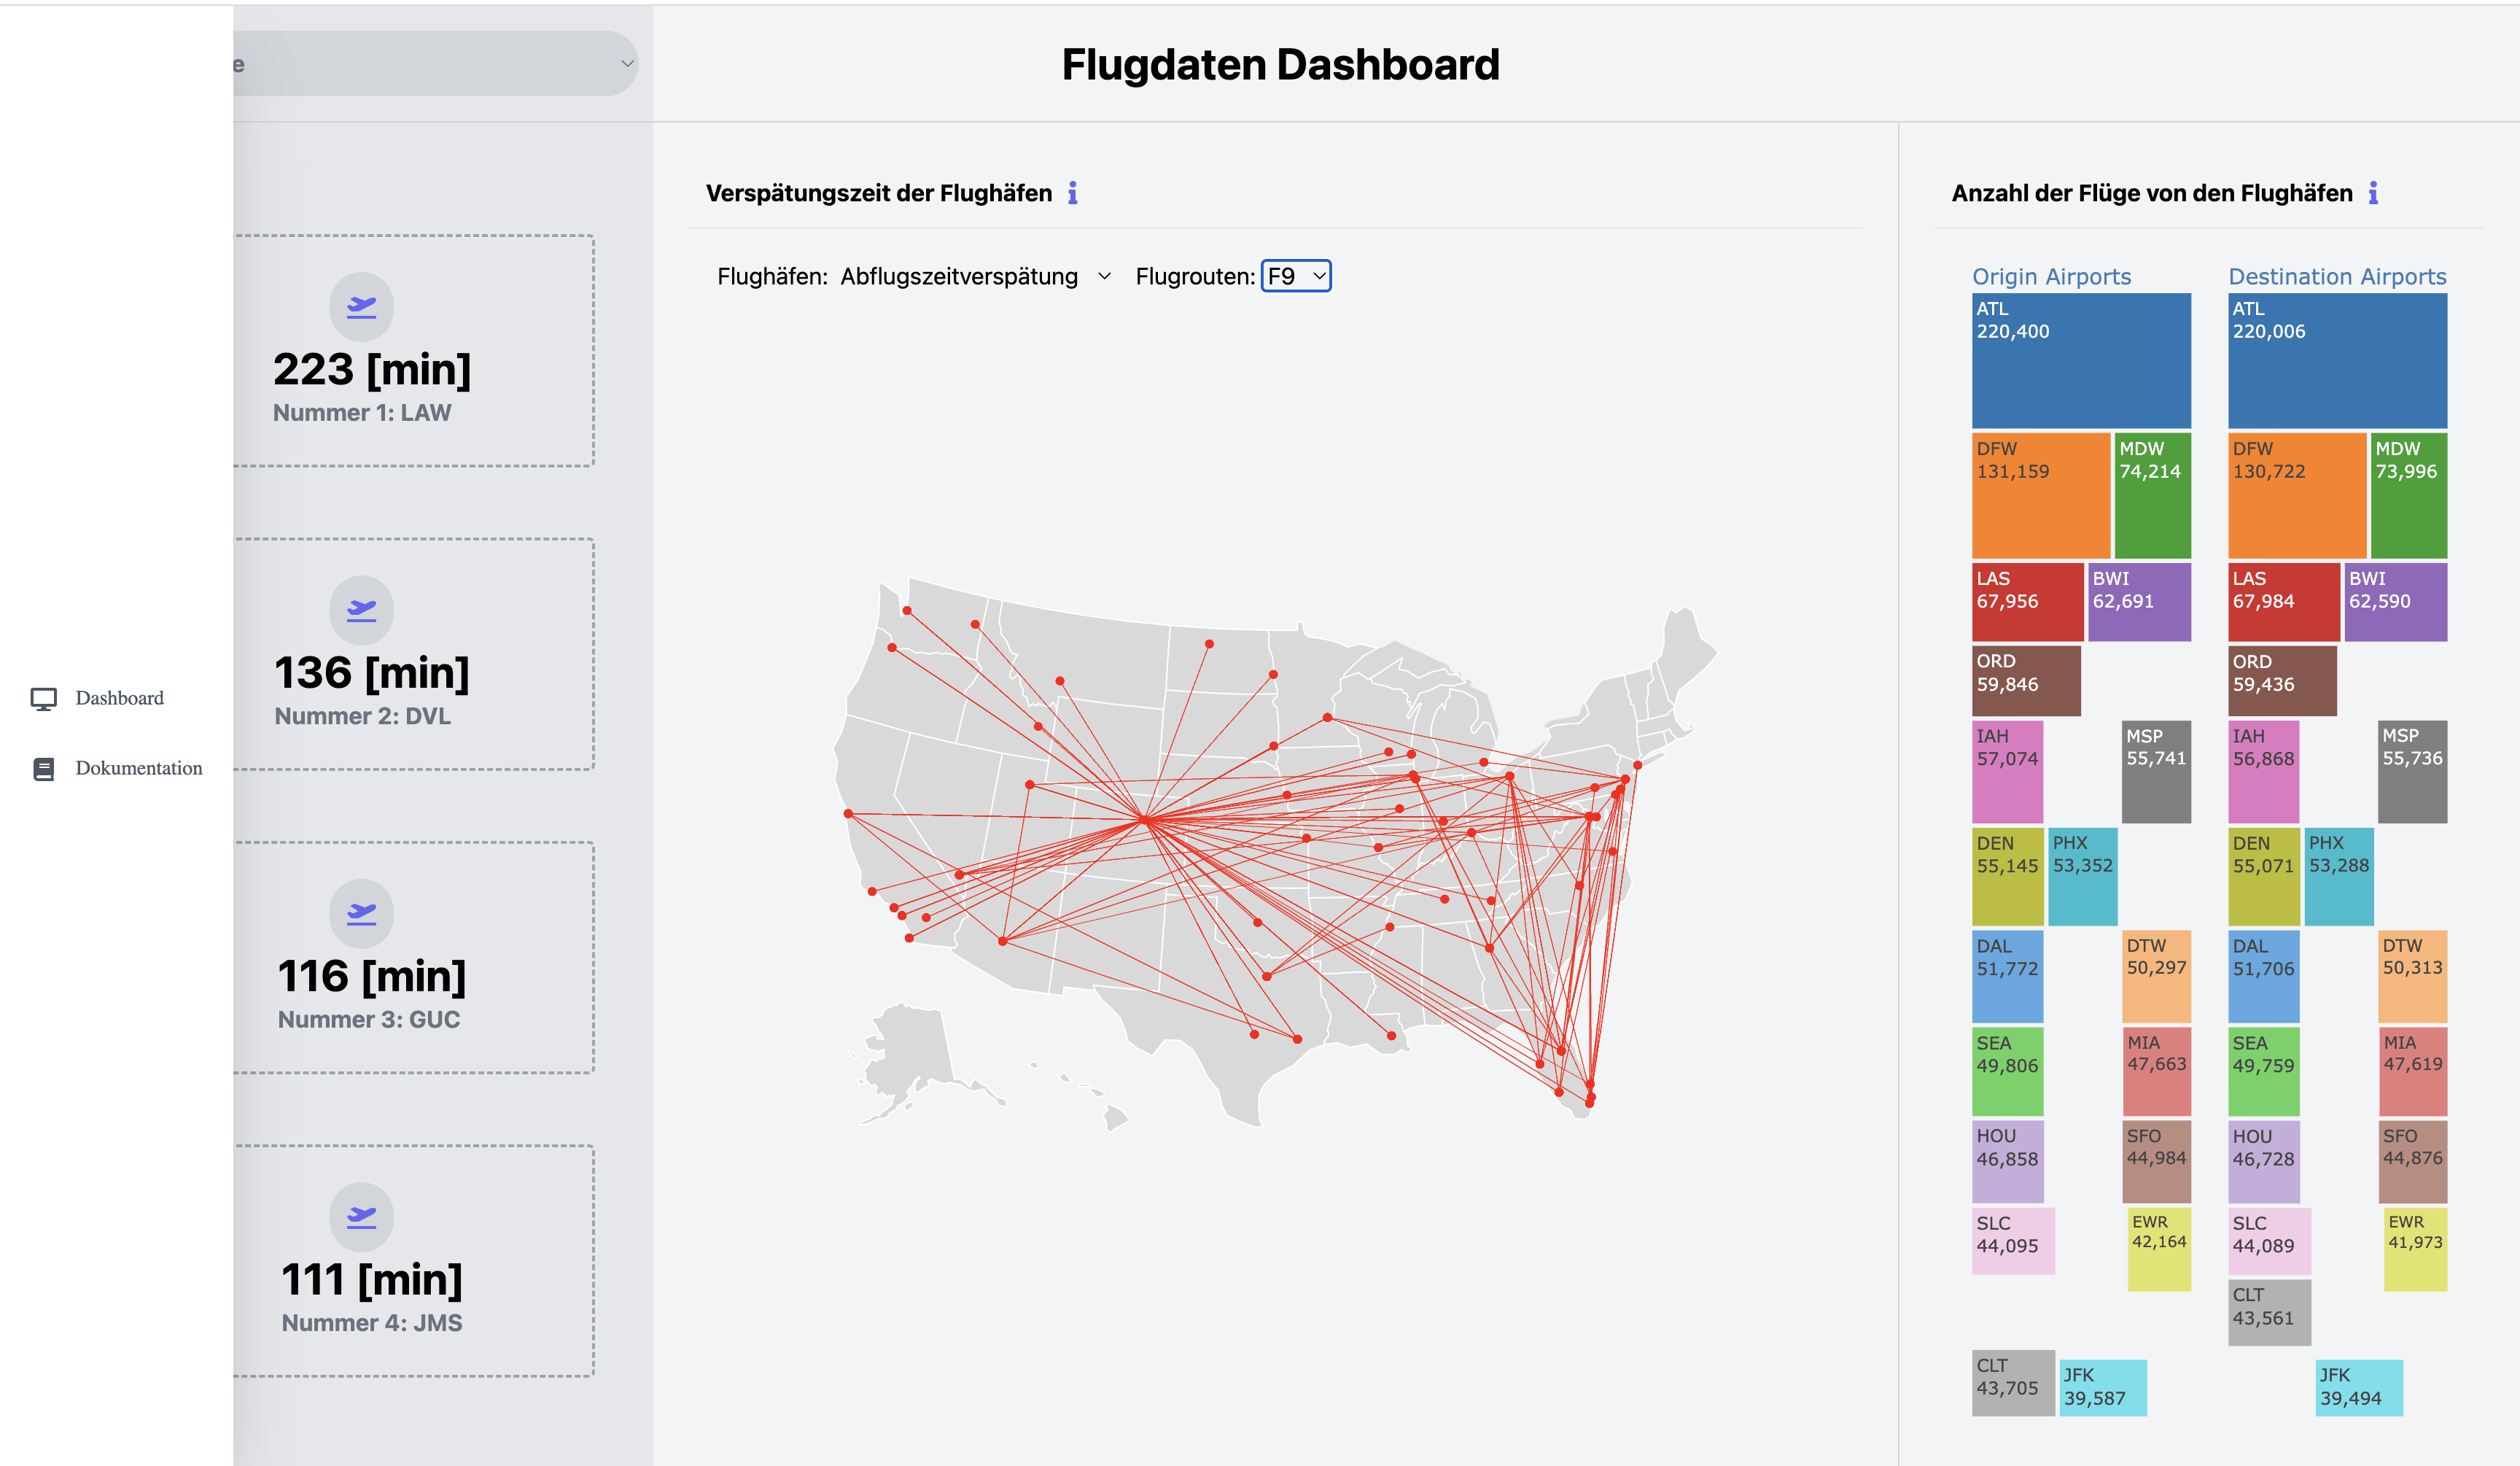 e
Flugdaten Dashboard
Dashboard
Dokumentation
223 [min]
Nummer 1: LAW
136 [min]
Nummer 2: DVL
116 [min]
Nummer 3: GUC
111 [min]
Nummer 4: JMS
Verspätungszeit der Flughäfen
Flughäfen: Abflugszeitverspätung Flugrouten: F9
Anzahl der Flüge von den Flughäfen
Origin Airports
ATL
220,400
DFW
131,159
MDW
74,214
LAS
67,956
BWI
62,691
ORD
59,846
IAH
57,074
MSP
55,741
DEN
55,145
PHX
53,352
DAL
51,772
DTW
50,297
SEA
49,806
MIA
47,663
HOU
46,858
SFO
44,984
SLC
44,095
EWR
42,164
CLT
43,705
JFK
39,587
Destination Airports
ATL
220,006
DFW
130,722
MDW
73,996
LAS
67,984
BWI
62,590
ORD
59,436
IAH
56,868
MSP
55,736
DEN
55,071
PHX
53,288
DAL
51,706
DTW
50,313
SEA
49,759
MIA
47,619
HOU
46,728
SFO
44,876
SLC
44,089
EWR
41,973
CLT
43,561
JFK
39,494